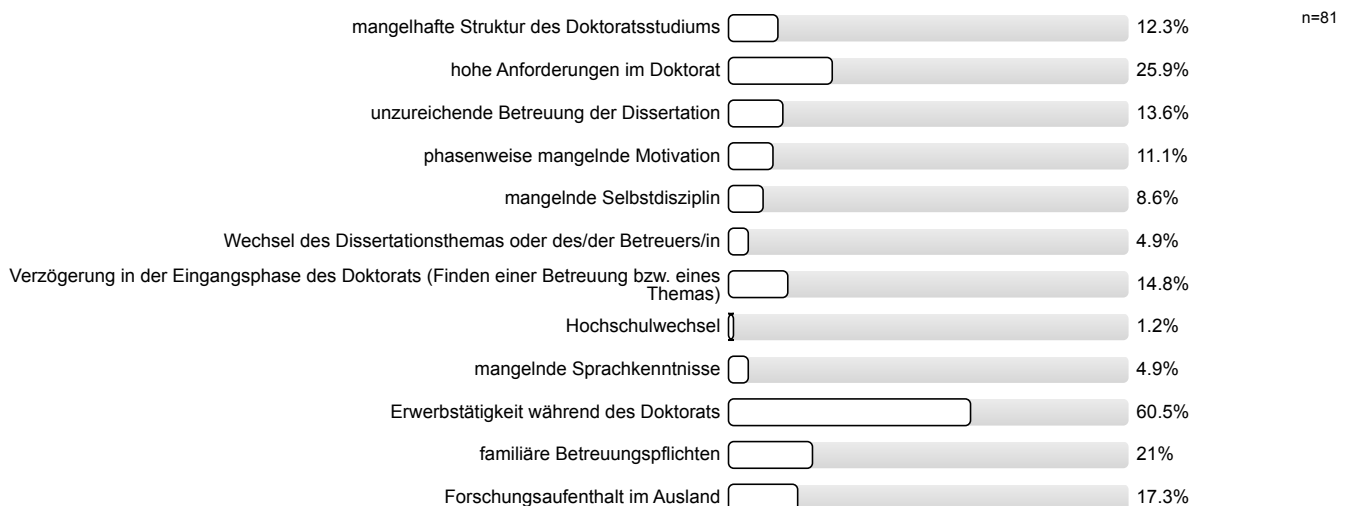 n=81
mangelhafte Struktur des Doktoratsstudiums 12.3%
hohe Anforderungen im Doktorat 25.9%
unzureichende Betreuung der Dissertation 13.6%
phasenweise mangelnde Motivation 11.1%
mangelnde Selbstdisziplin 8.6%
Wechsel des Dissertationsthemas oder des/der Betreuers/in 4.9%
Verzögerung in der Eingangsphase des Doktorats (Finden einer Betreuung bzw. eines
Themas) 14.8%
Hochschulwechsel 1.2%
mangelnde Sprachkenntnisse 4.9%
Erwerbstätigkeit während des Doktorats 60.5%
familiäre Betreuungspflichten 21%
Forschungsaufenthalt im Ausland 17.3%